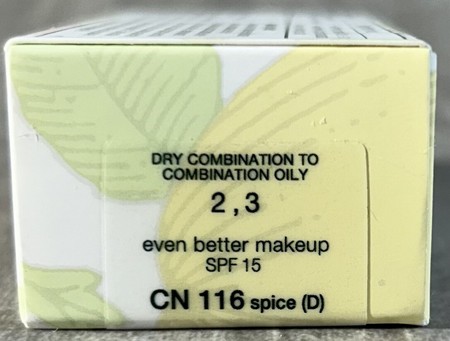 DRY COMBINATION TO
COMBINATION OILY
2 , 3
even better makeup
SPF 15
CN 116 spice (D)